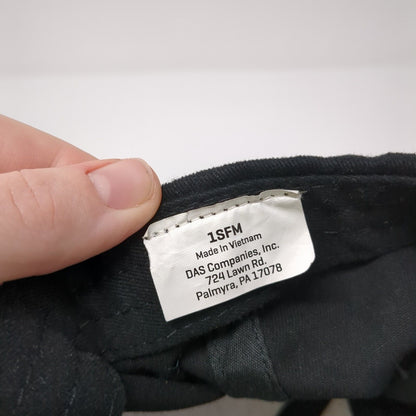 1SFM
Made in Vietnam
DAS Companies, Inc.
724 Lawn Rd.
Palmyra, PA 17078